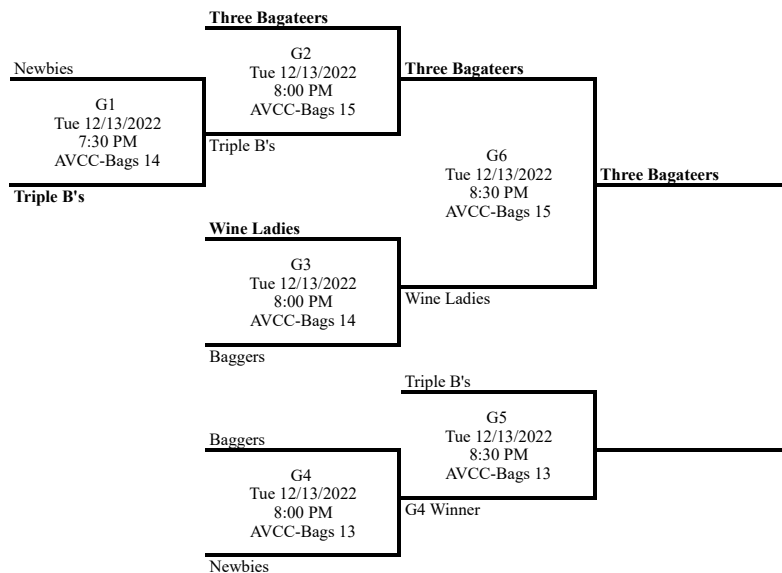 Three Bagateers
G2
Tue 12/13/2022
8:00 PM
AVCC-Bags 15
Newbies
G1
Tue 12/13/2022
7:30 PM
AVCC-Bags 14
Triple B's
Triple B's
Three Bagateers
G6
Tue 12/13/2022
8:30 PM
AVCC-Bags 15
Three Bagateers
Wine Ladies
G3
Tue 12/13/2022
8:00 PM
AVCC-Bags 14
Wine Ladies
Baggers
Triple B's
G5
Tue 12/13/2022
8:30 PM
AVCC-Bags 13
Baggers
G4
Tue 12/13/2022
8:00 PM
AVCC-Bags 13
G4 Winner
Newbies